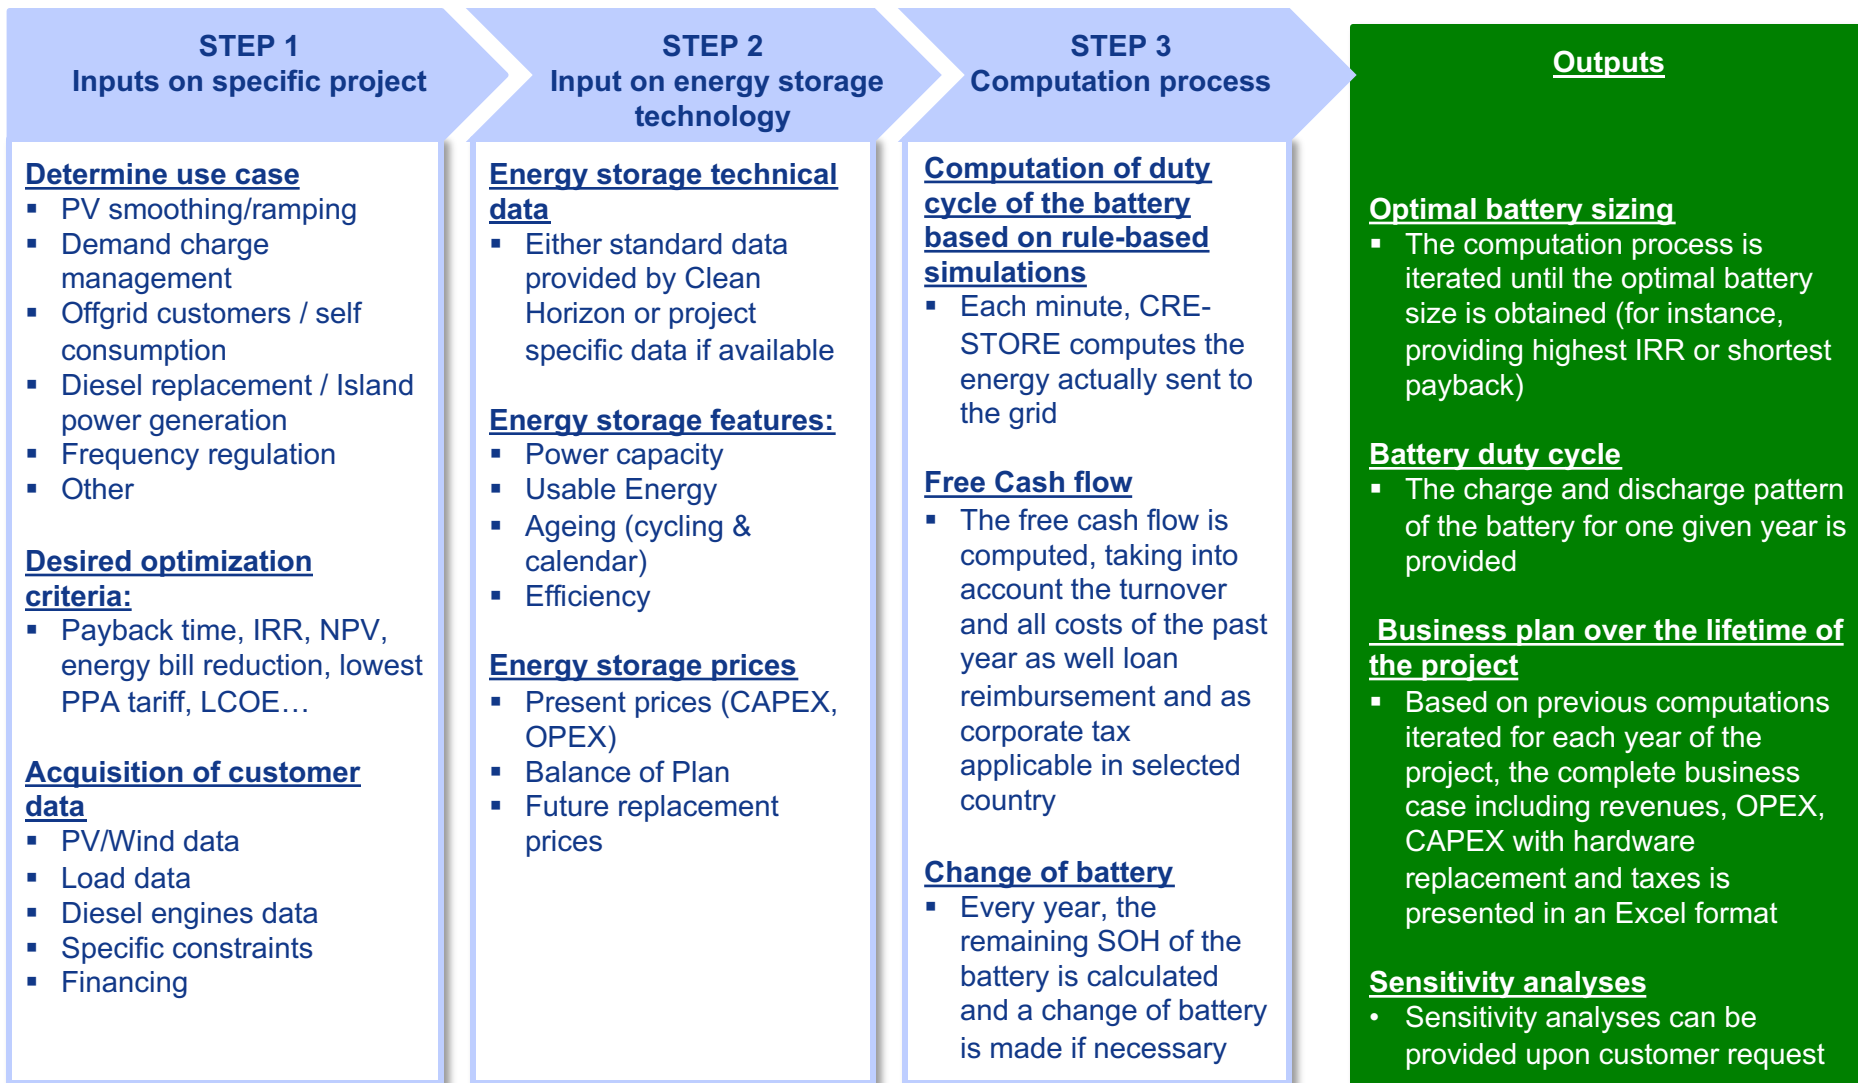 STEP 1
Inputs on specific project
Determine use case
▪ PV smoothing/ramping
▪ Demand charge
management
▪ Offgrid customers / self
consumption
▪ Diesel replacement / Island
power generation
▪ Frequency regulation
▪ Other
Desired optimization
criteria:
▪ Payback time, IRR, NPV,
energy bill reduction, lowest
PPA tariff, LCOE…
Acquisition of customer
data
▪ PV/Wind data
▪ Load data
▪ Diesel engines data
▪ Specific constraints
▪ Financing
STEP 2
Input on energy storage
technology
Energy storage technical
data
▪ Either standard data
provided by Clean
Horizon or project
specific data if available
Energy storage features:
▪ Power capacity
▪ Usable Energy
▪ Ageing (cycling &
calendar)
▪ Efficiency
Energy storage prices
▪ Present prices (CAPEX,
OPEX)
▪ Balance of Plan
▪ Future replacement
prices
STEP 3
Computation process
Computation of duty
cycle of the battery
based on rule-based
simulations
▪ Each minute, CRE-
STORE computes the
energy actually sent to
the grid
Free Cash flow
▪ The free cash flow is
computed, taking into
account the turnover
and all costs of the past
year as well loan
reimbursement and as
corporate tax
applicable in selected
country
Change of battery
▪ Every year, the
remaining SOH of the
battery is calculated
and a change of battery
is made if necessary
Outputs
Optimal battery sizing
▪ The computation process is
iterated until the optimal battery
size is obtained (for instance,
providing highest IRR or shortest
payback)
Battery duty cycle
▪ The charge and discharge pattern
of the battery for one given year is
provided
Business plan over the lifetime of
the project
▪ Based on previous computations
iterated for each year of the
project, the complete business
case including revenues, OPEX,
CAPEX with hardware
replacement and taxes is
presented in an Excel format
Sensitivity analyses
• Sensitivity analyses can be
provided upon customer request